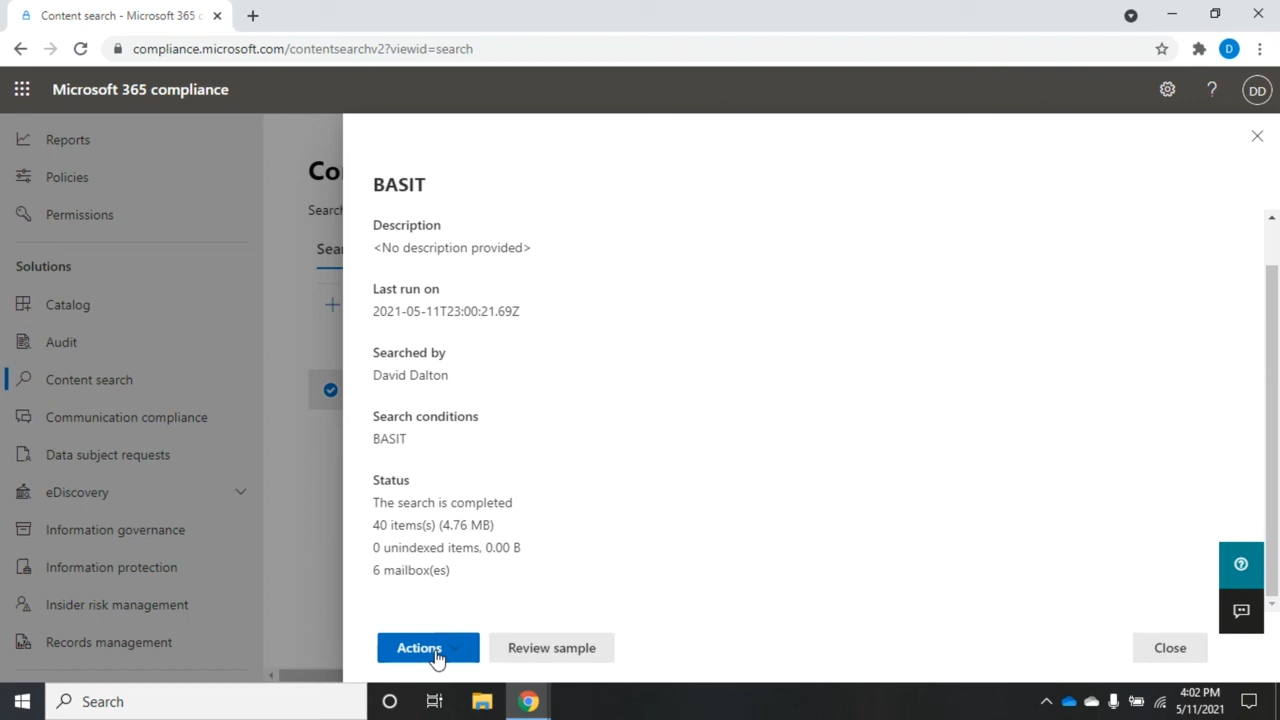 Content search - Microsoft 365 c
compliance.microsoft.com/contentsearchv2?viewid=search
D
Microsoft 365 compliance
DD
Reports
Policies
Permissions
Solutions
Catalog
Audit
Content search
Communication compliance
Data subject requests
eDiscovery
Information governance
Information protection
Insider risk management
Records management
Co
Search
Sear
BASIT
Description
<No description provided>
Last run on
2021-05-11T23:00:21.69Z
Searched by
David Dalton
Search conditions
BASIT
Status
The search is completed
40 items(s) (4.76 MB)
0 unindexed items, 0.00 B
6 mailbox(es)
Actions
Review sample
Close
Search
4:02 PM
5/11/2021